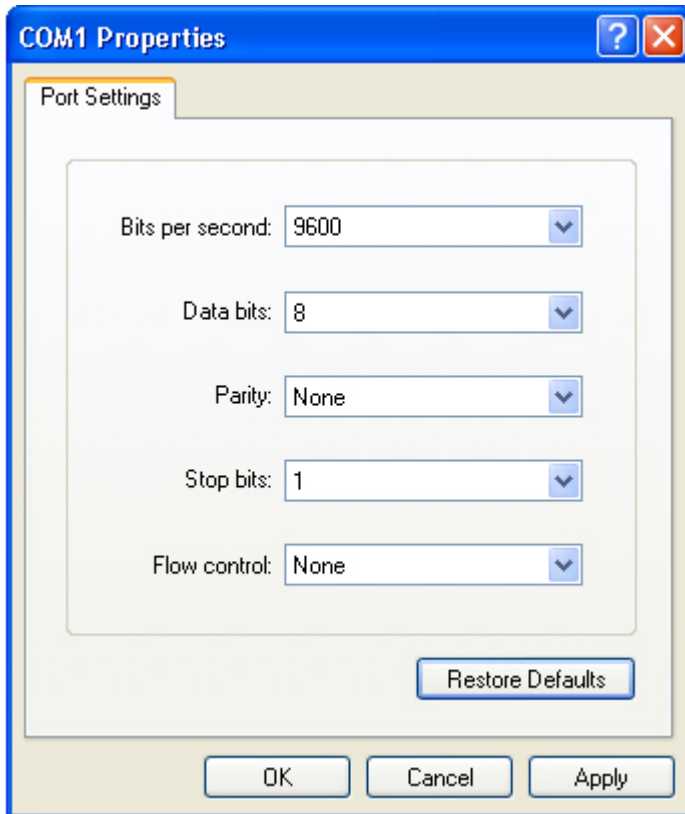 COM1 Properties
Port Settings
Bits per second: 9600
Data bits: 8
Parity: None
Stop bits: 1
Flow control: None
Restore Defaults
OK Cancel Apply